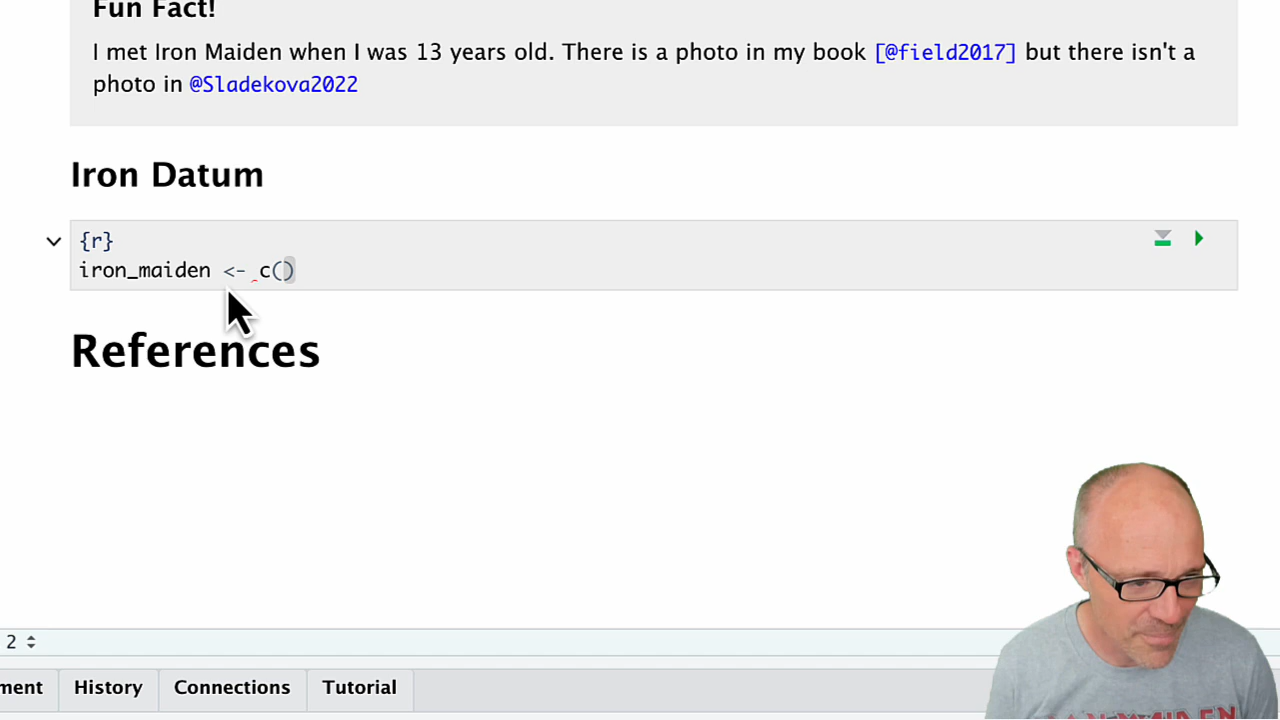 Fun Fact!
I met Iron Maiden when I was 13 years old. There is a photo in my book [@field2017] but there isn't a
photo in @Sladekova2022
Iron Datum
{r}
iron_maiden <- c()
References
2
ment History Connections Tutorial